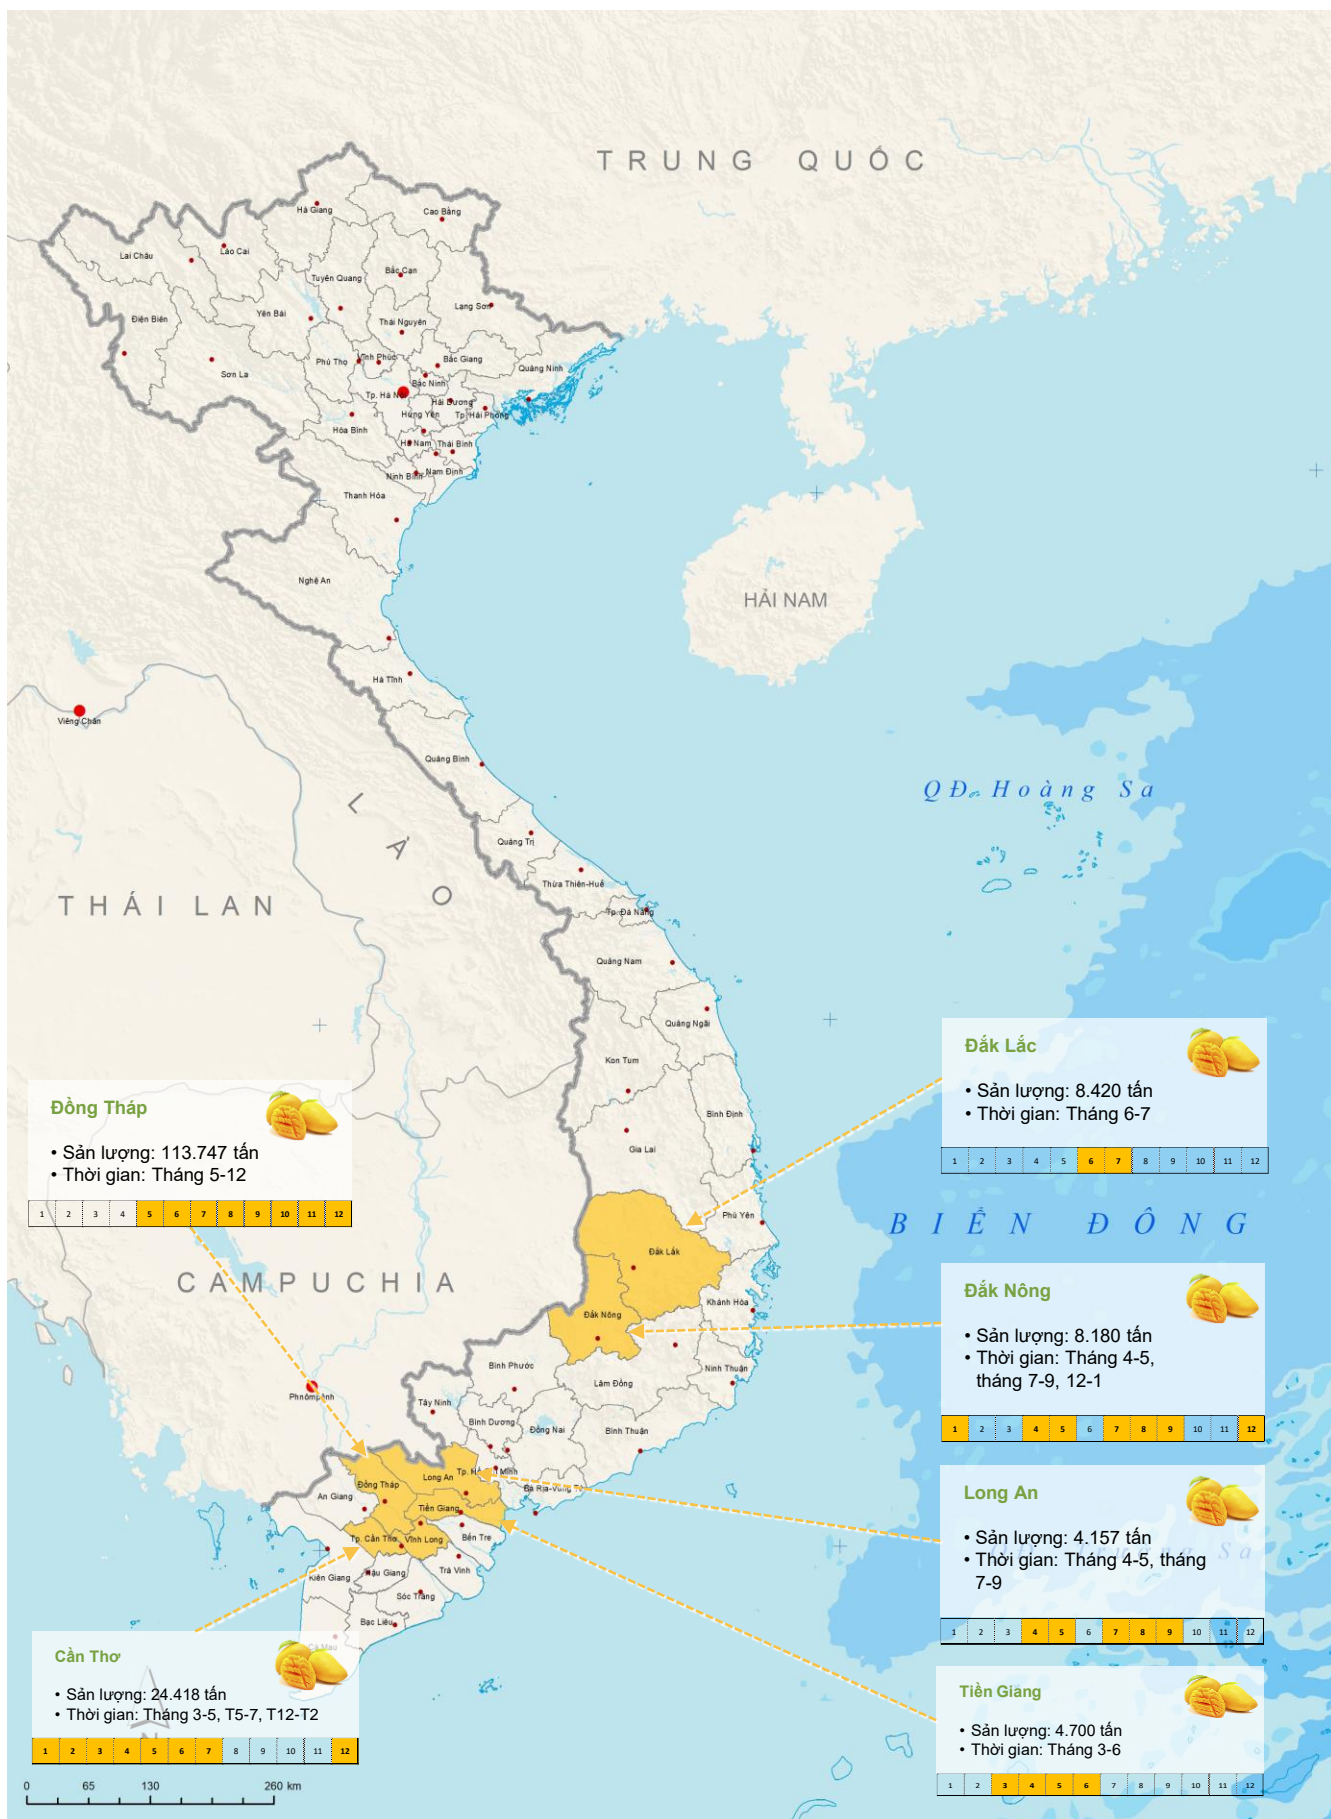 TRUNG QUỐC
Hà Giang
Cao Bằng
Lai Châu
Lào Cai
Tuyên Quang
Bắc Cạn
Điện Biên
Yên Bái
Lạng Sơn
Thái Nguyên
Phú Thọ
Vĩnh Phúc
Bắc Giang
Sơn La
Quảng Ninh
Bắc Ninh
Tp. Hà Nội
Hải Dương
Hưng Yên
Tp. Hải Phòng
Hòa Bình
Hà Nam
Thái Bình
Ninh Bình
Nam Định
Thanh Hóa
Nghệ An
HẢI NAM
Hà Tĩnh
Viêng Chăn
Quảng Bình
QĐ. Hoàng Sa
LÀO
Quảng Trị
THÁI LAN
Thừa Thiên-Huế
Tp. Đà Nẵng
Quảng Nam
Quảng Ngãi
Kon Tum
Đắk Lắc
• Sản lượng: 8.420 tấn
• Thời gian: Tháng 6-7
1 2 3 4 5 6 7 8 9 10 11 12
Đồng Tháp
• Sản lượng: 113.747 tấn
• Thời gian: Tháng 5-12
1 2 3 4 5 6 7 8 9 10 11 12
Bình Định
Gia Lai
Phú Yên
BIỂN ĐÔNG
Đắk Lắk
CAMPUCHIA
Khánh Hòa
Đắk Nông
Đắk Nông
• Sản lượng: 8.180 tấn
• Thời gian: Tháng 4-5,
tháng 7-9, 12-1
1 2 3 4 5 6 7 8 9 10 11 12
Bình Phước
Ninh Thuận
Lâm Đồng
Phnômpênh
Tây Ninh
Bình Dương
Đồng Nai
Bình Thuận
Long An
Đồng Tháp
An Giang
Tiền Giang
Tp. Cần Thơ
Vĩnh Long
Bến Tre
Kiên Giang
Hậu Giang
Trà Vinh
Sóc Trăng
Bạc Liêu
Cà Mau
Long An
• Sản lượng: 4.157 tấn
• Thời gian: Tháng 4-5, tháng
7-9
1 2 3 4 5 6 7 8 9 10 11 12
Cần Thơ
• Sản lượng: 24.418 tấn
• Thời gian: Tháng 3-5, T5-7, T12-T2
1 2 3 4 5 6 7 8 9 10 11 12
Tiền Giang
• Sản lượng: 4.700 tấn
• Thời gian: Tháng 3-6
1 2 3 4 5 6 7 8 9 10 11 12
0 65 130 260 km